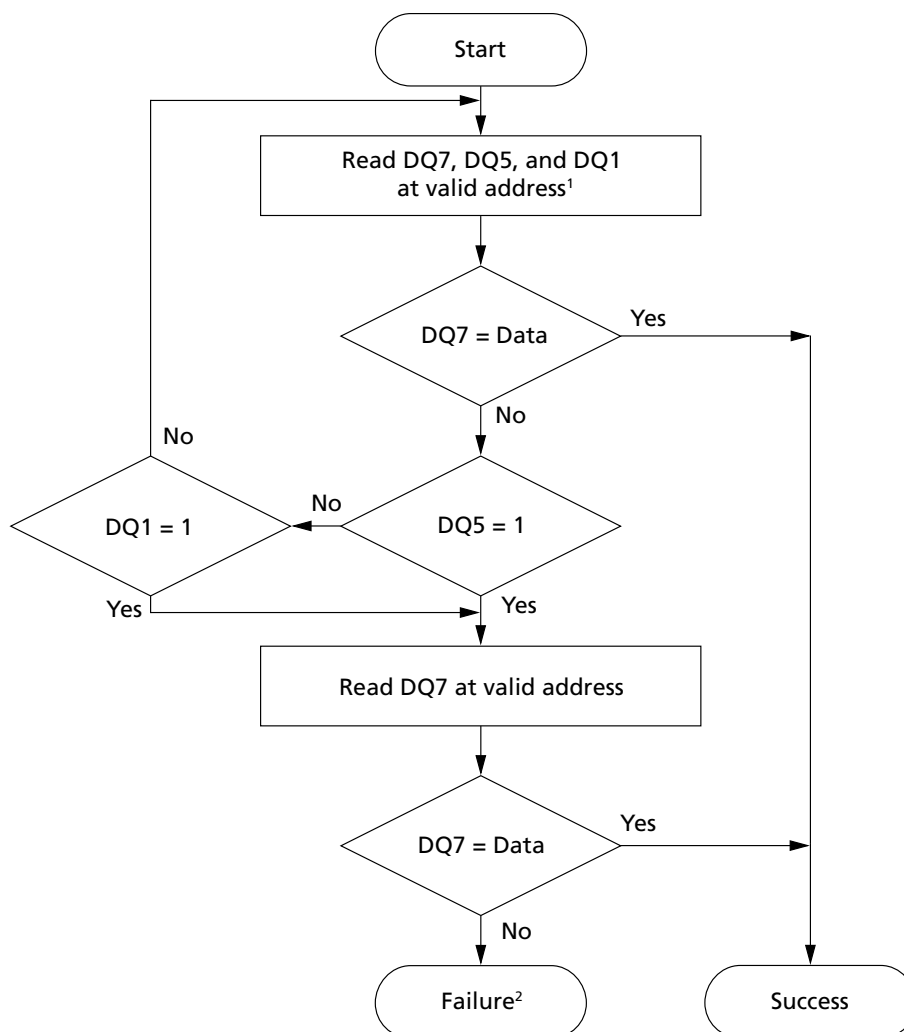 Start
Read DQ7, DQ5, and DQ1
at valid address¹
DQ7 = Data
Yes
No
No
DQ1 = 1
No
DQ5 = 1
Yes
Yes
Read DQ7 at valid address
DQ7 = Data
Yes
No
Failure²
Success